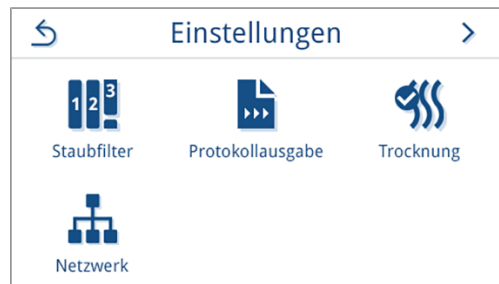 Einstellungen
1 2 3
Staubfilter
Protokollausgabe
Trocknung
Netzwerk